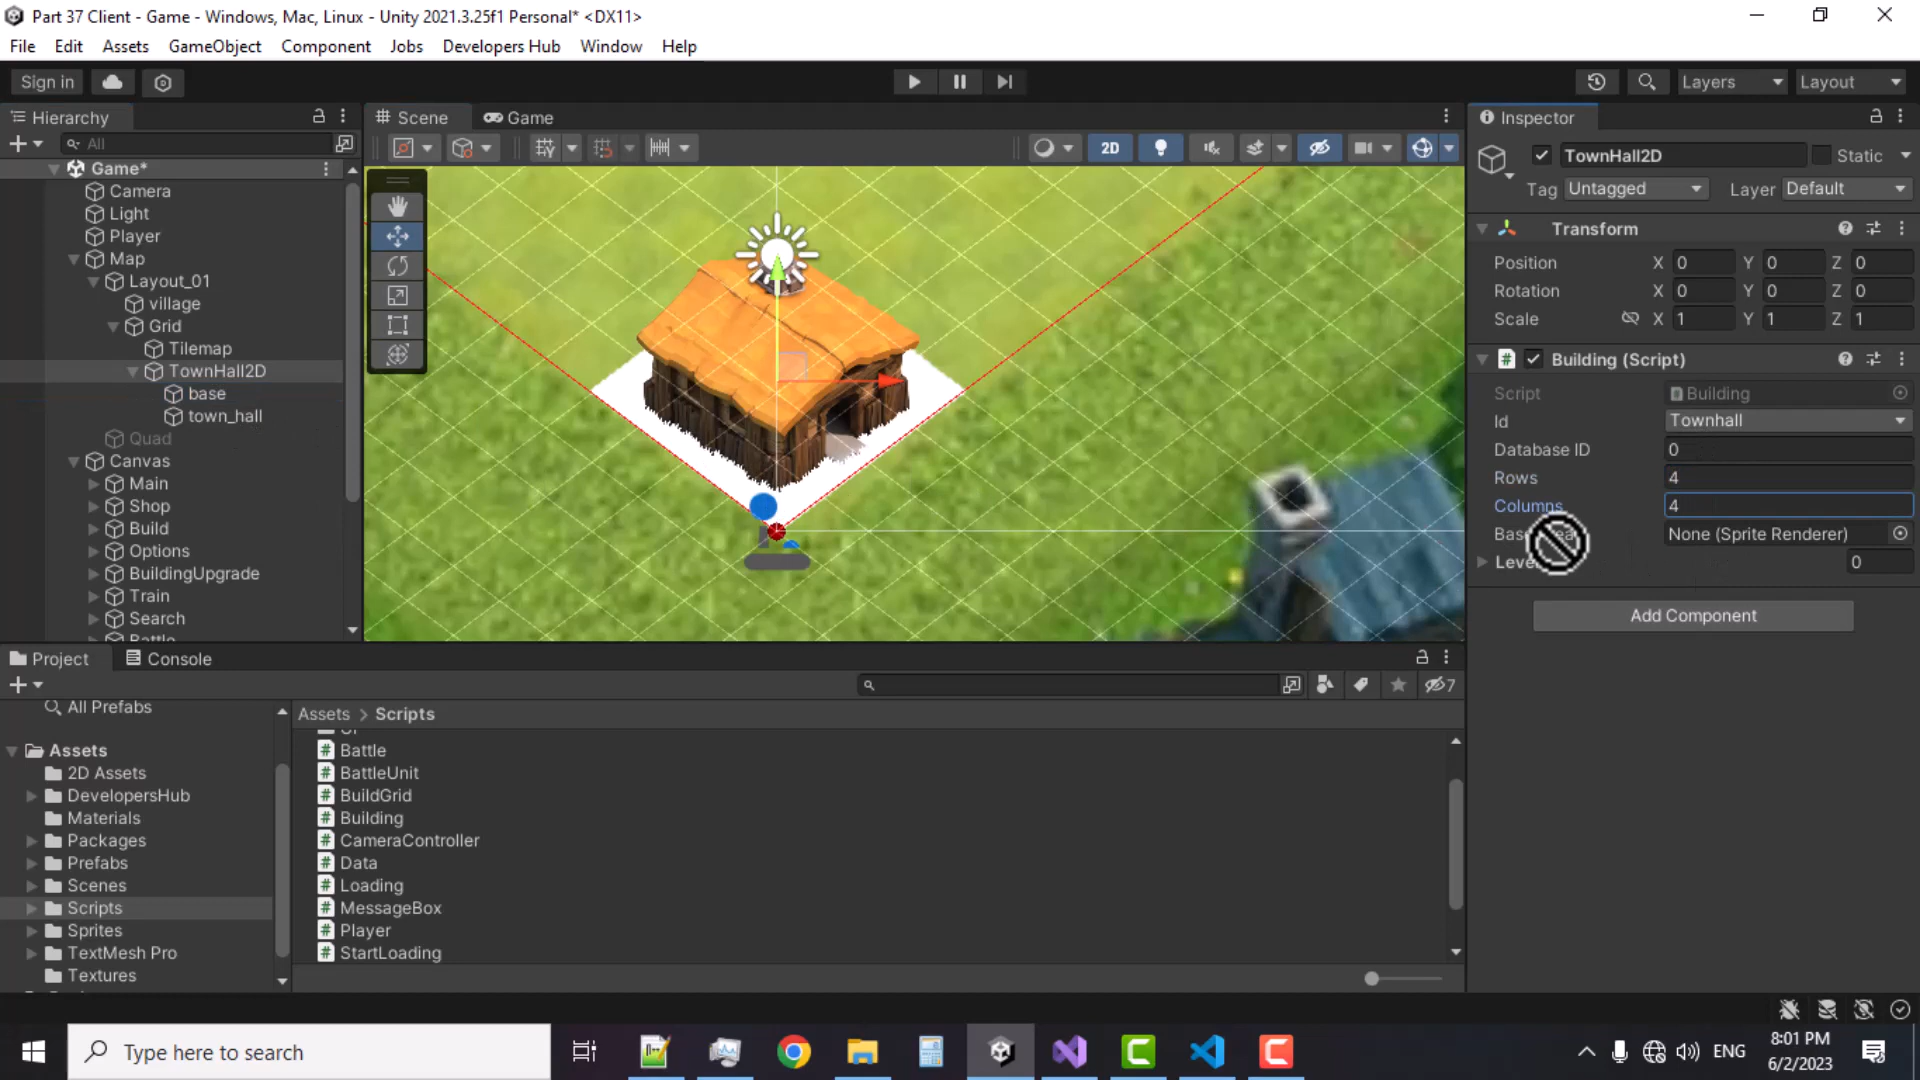 Part 37 Client - Game - Windows, Mac, Linux - Unity 2021.3.25f1 Personal* <DX11>
File Edit Assets GameObject Component Jobs Developers Hub Window Help
Sign in Layers Layout
Hierarchy Scene Game Inspector
All
2D
TownHall2D Static
Tag Untagged Layer Default
Game*
Camera
Light
Player
Map
Layout_01
village
Grid
Tilemap
TownHall2D
base
town_hall
Quad
Canvas
Main
Shop
Build
Options
BuildingUpgrade
Train
Search
Battle
Transform
Position X 0 Y 0 Z 0
Rotation X 0 Y 0 Z 0
Scale X 1 Y 1 Z 1
# Building (Script)
Script Building
Id Townhall
Database ID 0
Rows 4
Columns 4
None (Sprite Renderer)
0
Add Component
Project Console
7
All Prefabs
Assets
2D Assets
DevelopersHub
Materials
Packages
Prefabs
Scenes
Scripts
Sprites
TextMesh Pro
Textures
Assets > Scripts
# Battle
# BattleUnit
# BuildGrid
# Building
# CameraController
# Data
# Loading
# MessageBox
# Player
# StartLoading
Type here to search
ENG
8:01 PM
6/2/2023